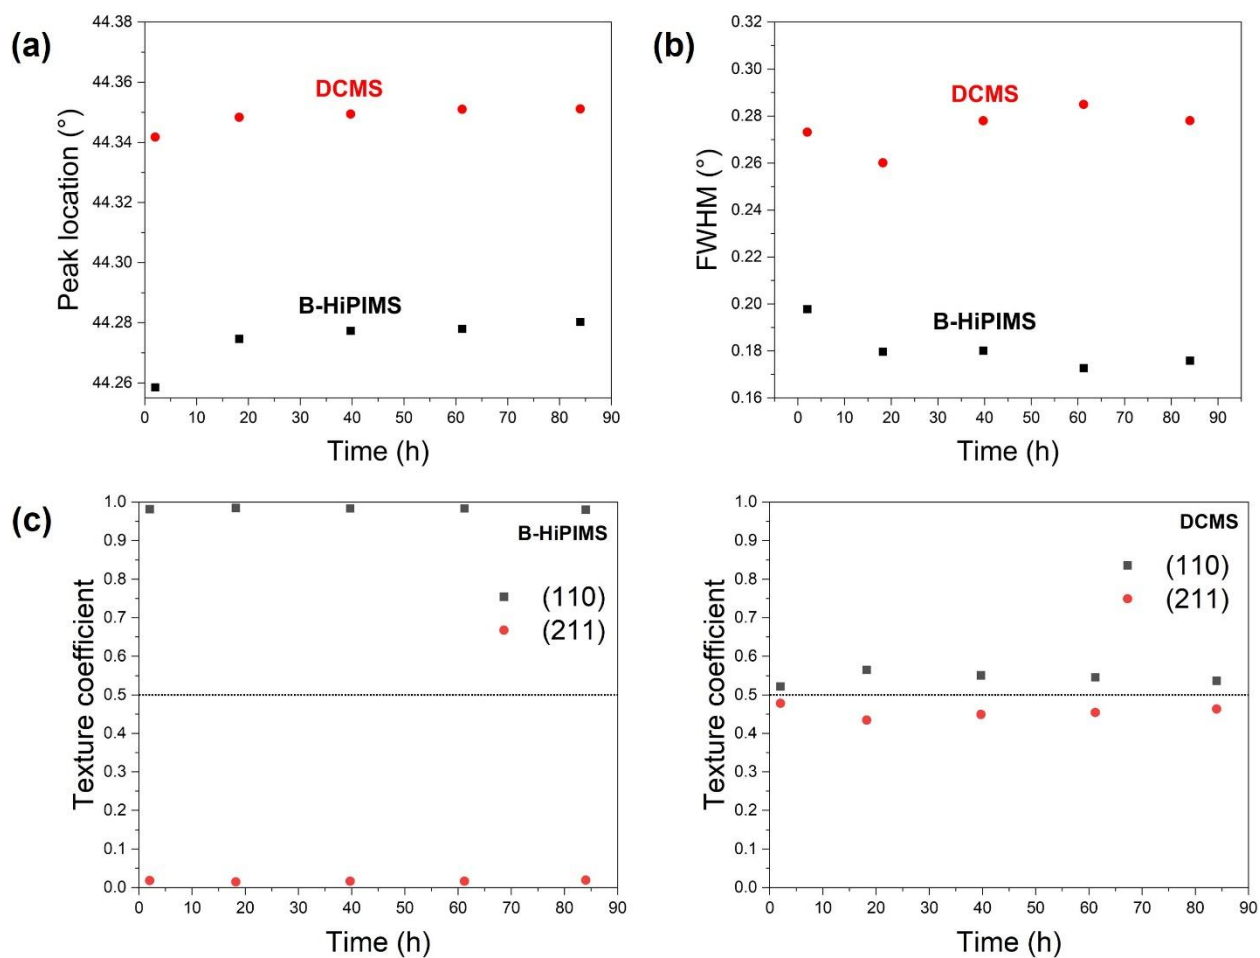 (a)
44.38
44.36
44.34
44.32
44.30
44.28
44.26
Peak location (°)
DCMS
B-HiPIMS
0 10 20 30 40 50 60 70 80 90
Time (h)
(b)
0.32
0.30
0.28
0.26
0.24
0.22
0.20
0.18
0.16
FWHM (°)
DCMS
B-HiPIMS
0 10 20 30 40 50 60 70 80 90
Time (h)
(c)
1.0
0.9
0.8
0.7
0.6
0.5
0.4
0.3
0.2
0.1
0.0
Texture coefficient
B-HiPIMS
(110)
(211)
0 10 20 30 40 50 60 70 80 90
Time (h)
1.0
0.9
0.8
0.7
0.6
0.5
0.4
0.3
0.2
0.1
0.0
Texture coefficient
DCMS
(110)
(211)
0 10 20 30 40 50 60 70 80 90
Time (h)